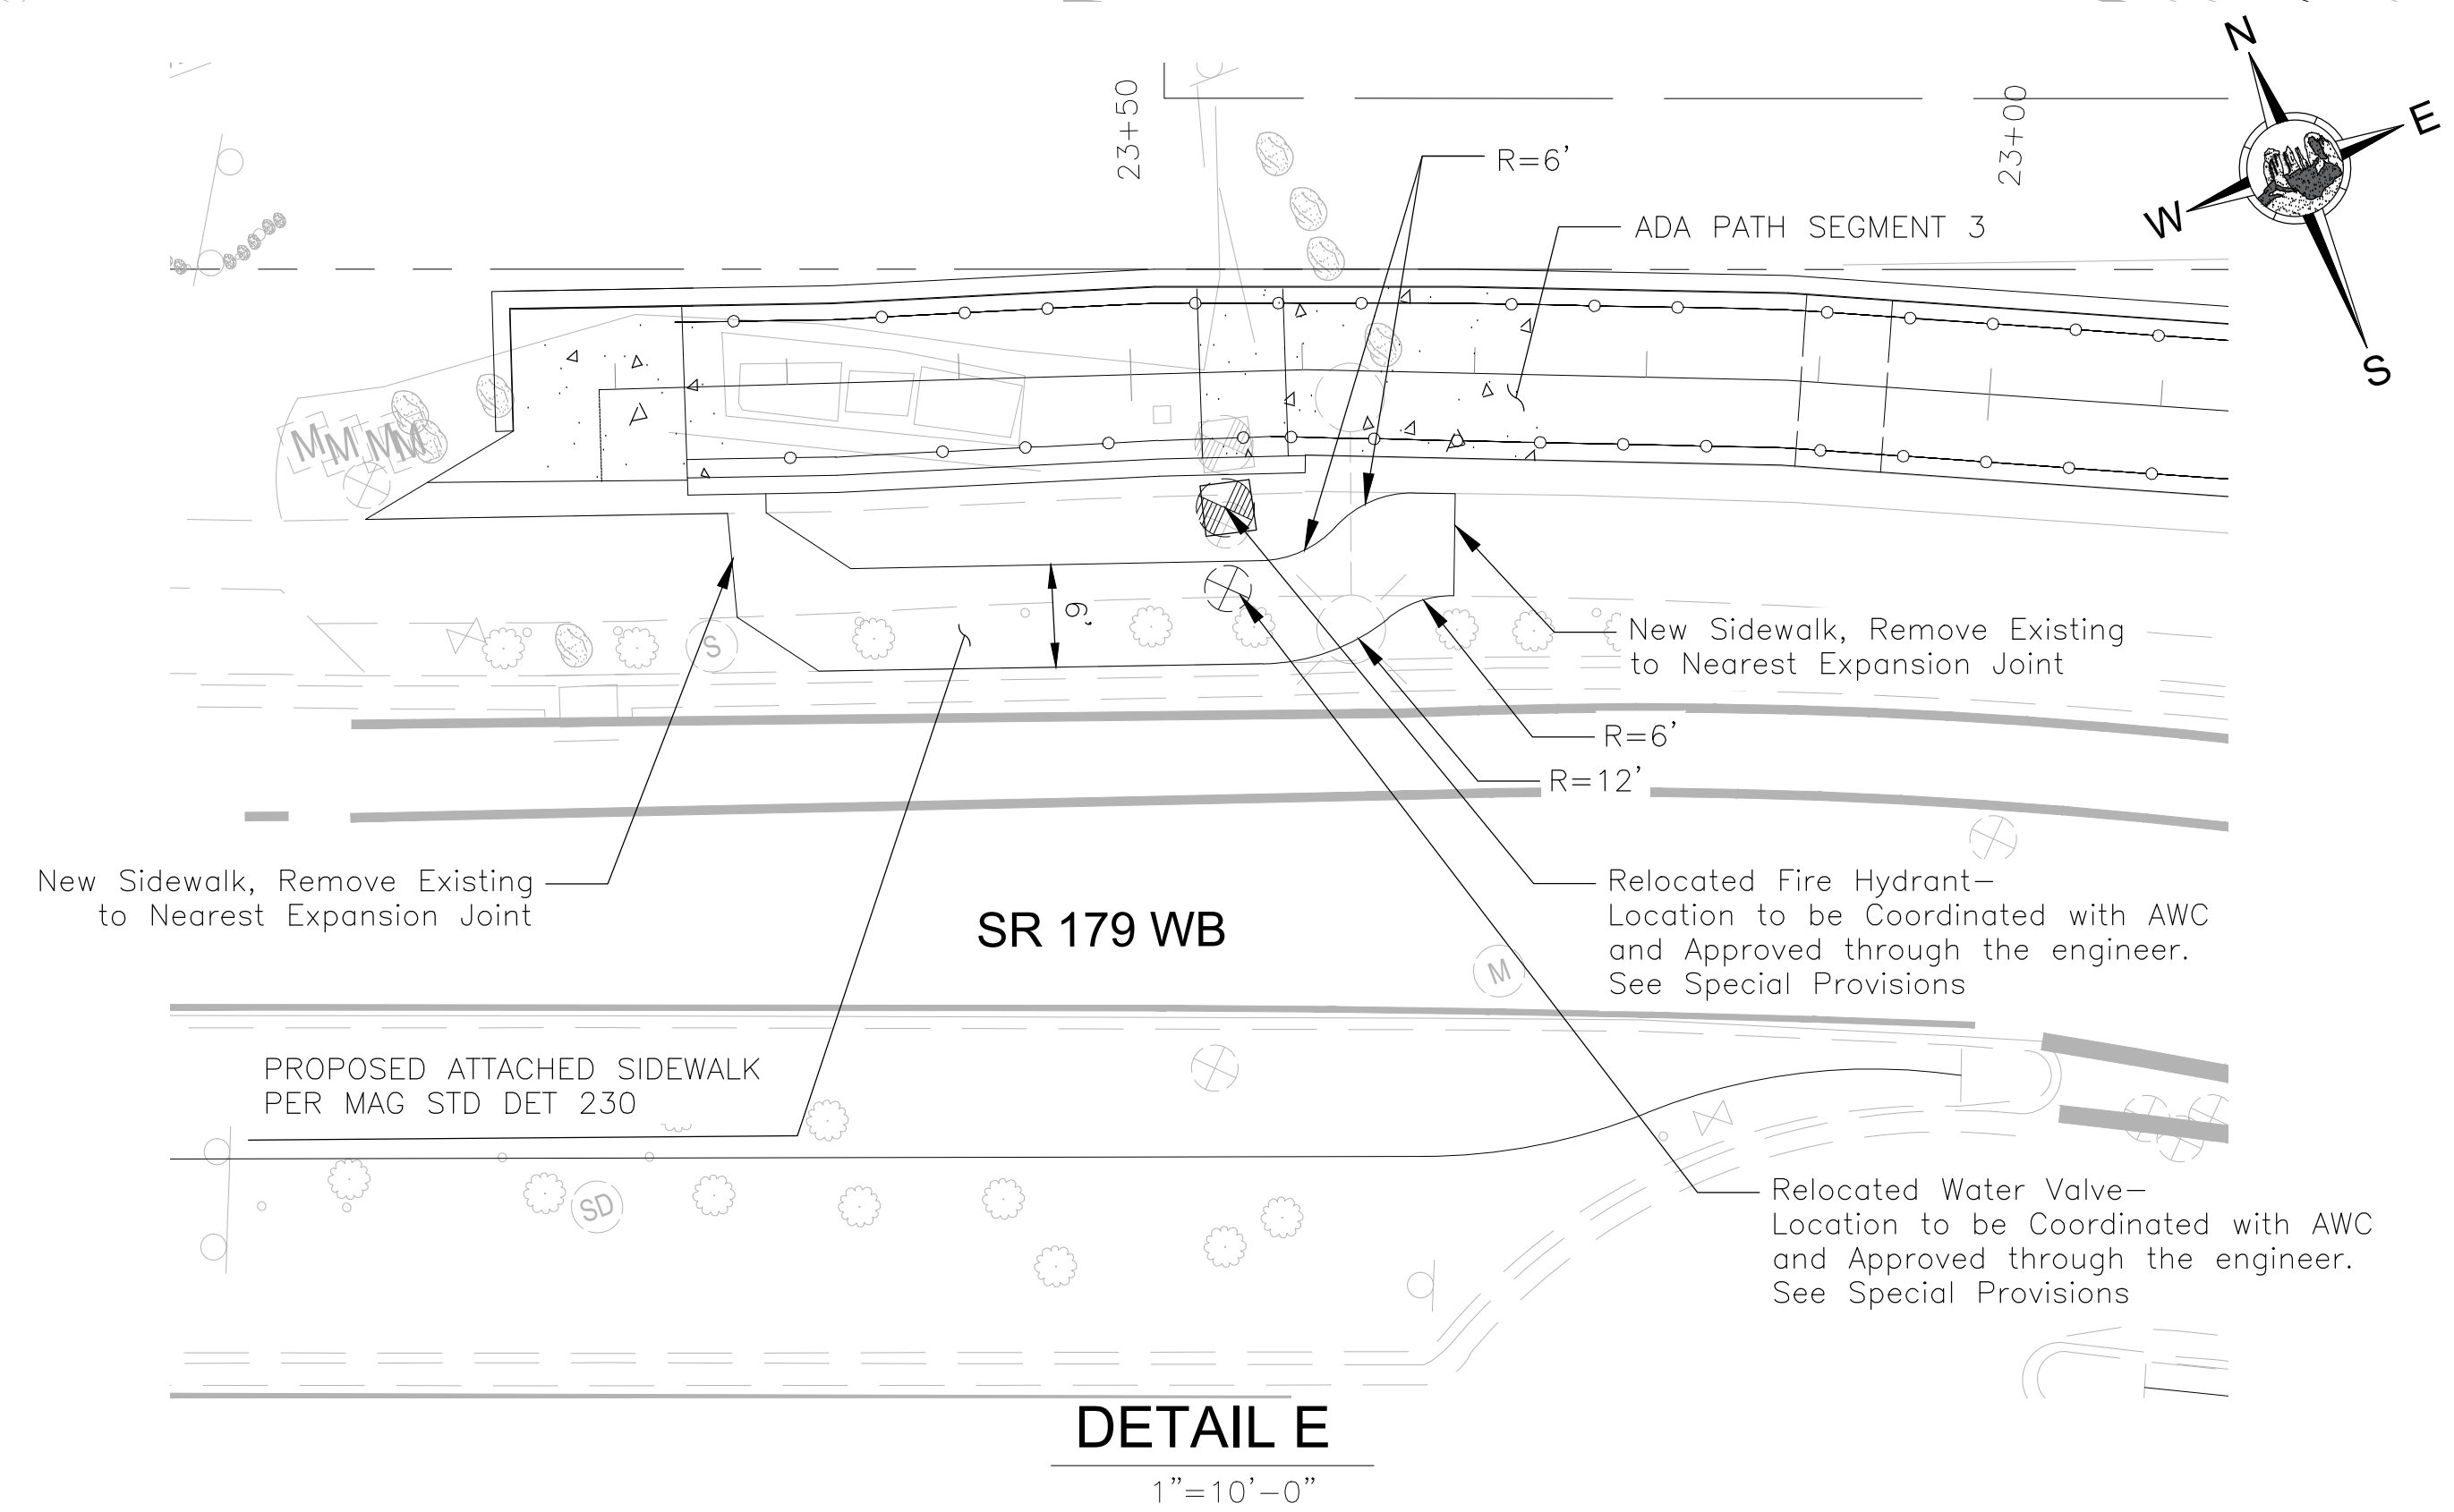 N
E
W
S
23+50
23+00
R=6’
ADA PATH SEGMENT 3
M
M
M
M
S
6’
New Sidewalk, Remove Existing
to Nearest Expansion Joint
R=6’
R=12’
New Sidewalk, Remove Existing
to Nearest Expansion Joint
SR 179 WB
Relocated Fire Hydrant–
Location to be Coordinated with AWC
and Approved through the engineer.
See Special Provisions
M
PROPOSED ATTACHED SIDEWALK
PER MAG STD DET 230
SD
Relocated Water Valve–
Location to be Coordinated with AWC
and Approved through the engineer.
See Special Provisions
DETAIL E
1”=10’–0”